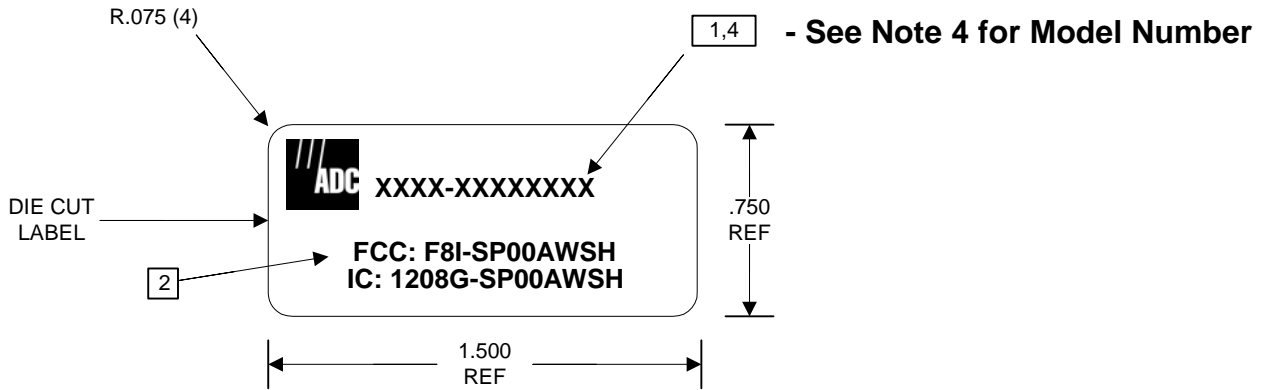 R.075 (4)
1,4 - See Note 4 for Model Number
ADC
XXXX-XXXXXXXX
DIE CUT
LABEL
.750
REF
FCC: F8I-SP00AWSH
IC: 1208G-SP00AWSH
2
1.500
REF